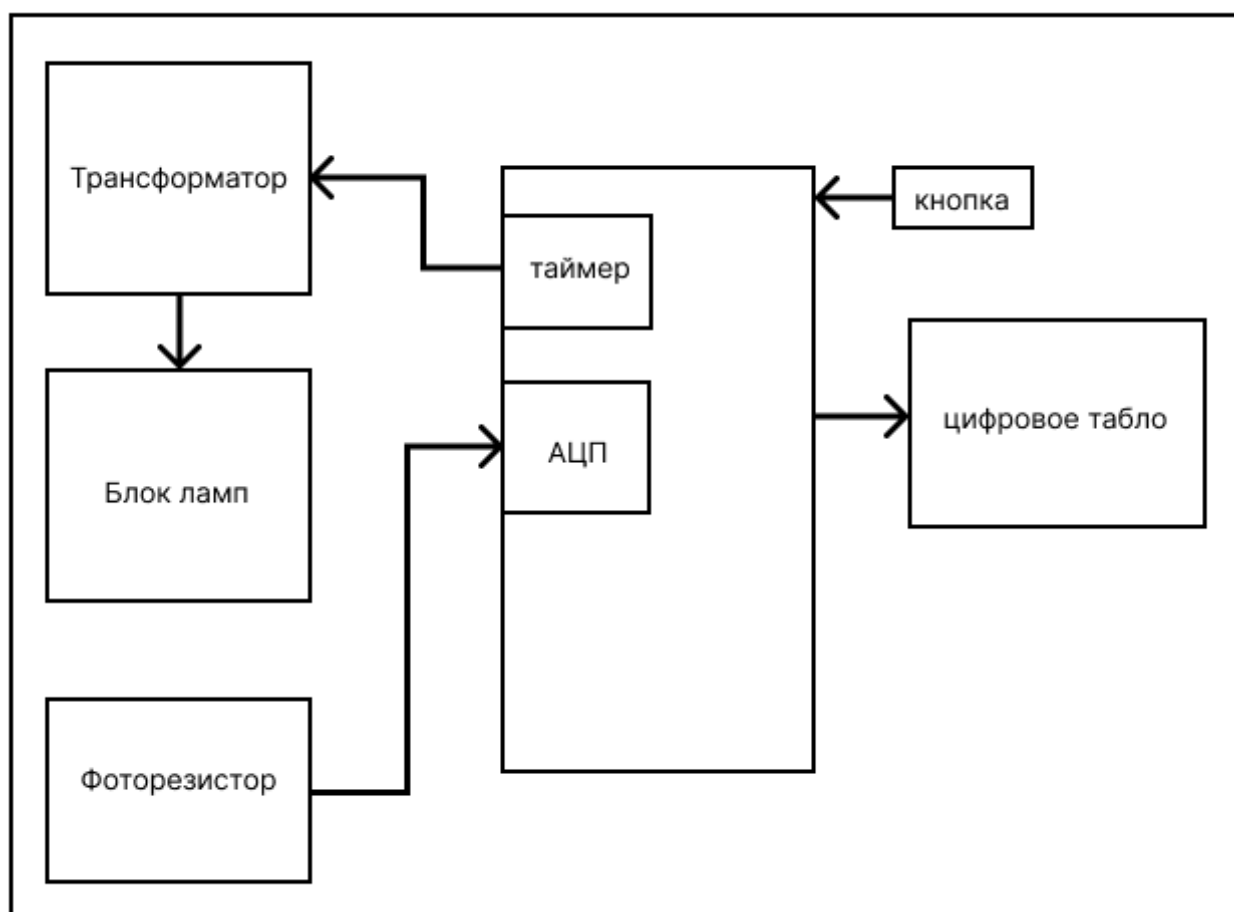 Трансформатор
кнопка
таймер
цифровое табло
АЦП
Блок ламп
Фоторезистор